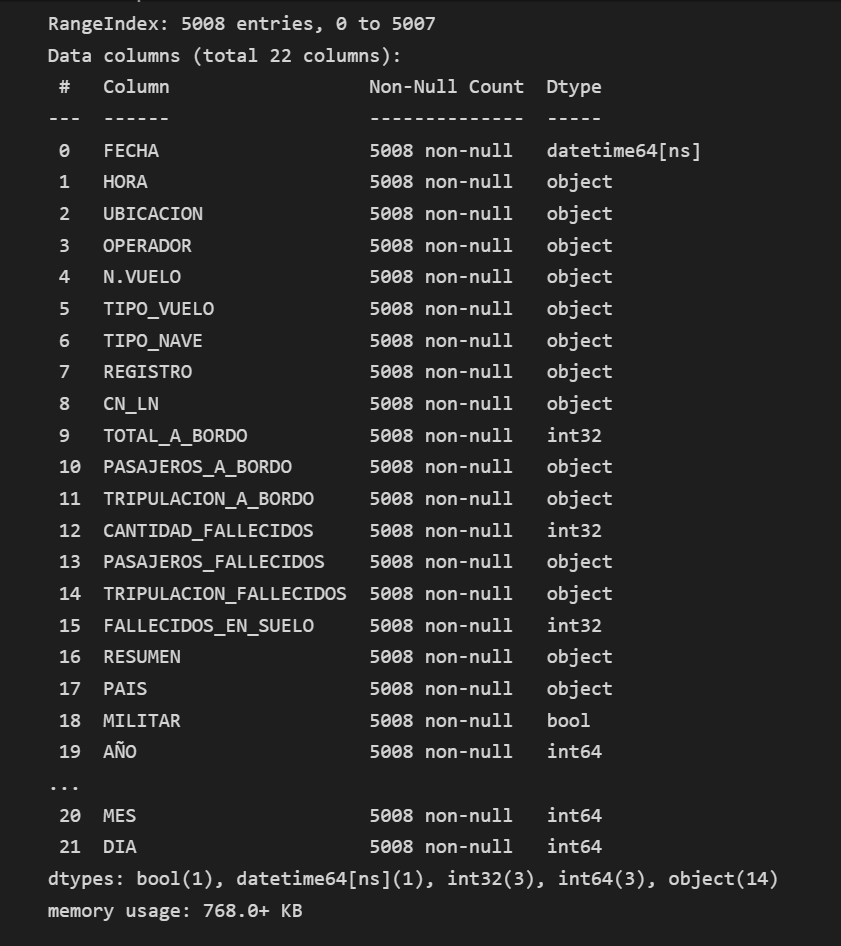 RangeIndex: 5008 entries, 0 to 5007
Data columns (total 22 columns):
 #   Column                  Non-Null Count  Dtype
---  ------                  --------------  -----
 0   FECHA                   5008 non-null   datetime64[ns]
 1   HORA                    5008 non-null   object
 2   UBICACION               5008 non-null   object
 3   OPERADOR                5008 non-null   object
 4   N.VUELO                 5008 non-null   object
 5   TIPO_VUELO              5008 non-null   object
 6   TIPO_NAVE               5008 non-null   object
 7   REGISTRO                5008 non-null   object
 8   CN_LN                   5008 non-null   object
 9   TOTAL_A_BORDO           5008 non-null   int32
 10  PASAJEROS_A_BORDO       5008 non-null   object
 11  TRIPULACION_A_BORDO     5008 non-null   object
 12  CANTIDAD_FALLECIDOS     5008 non-null   int32
 13  PASAJEROS_FALLECIDOS    5008 non-null   object
 14  TRIPULACION_FALLECIDOS  5008 non-null   object
 15  FALLECIDOS_EN_SUELO     5008 non-null   int32
 16  RESUMEN                 5008 non-null   object
 17  PAIS                    5008 non-null   object
 18  MILITAR                 5008 non-null   bool
 19  AÑO                     5008 non-null   int64
...
 20  MES                     5008 non-null   int64
 21  DIA                     5008 non-null   int64
dtypes: bool(1), datetime64[ns](1), int32(3), int64(3), object(14)
memory usage: 768.0+ KB